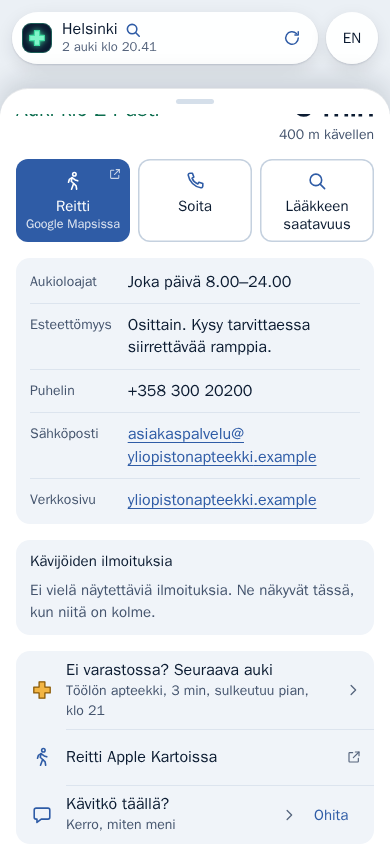 Helsinki
2 auki klo 20.41
EN
400 m kävellen
Reitti
Google Mapsissa
Soita
Lääkkeen
saatavuus
Aukioloajat
Joka päivä 8.00–24.00
Esteettömyys
Osittain. Kysy tarvittaessa
siirrettävää ramppia.
Puhelin
+358 300 20200
Sähköposti
asiakaspalvelu@
yliopistonapteekki.example
Verkkosivu
yliopistonapteekki.example
Kävijöiden ilmoituksia
Ei vielä näytettäviä ilmoituksia. Ne näkyvät tässä,
kun niitä on kolme.
Ei varastossa? Seuraava auki
Töölön apteekki, 3 min, sulkeutuu pian,
klo 21
Reitti Apple Kartoissa
Kävitkö täällä?
Kerro, miten meni
Ohita